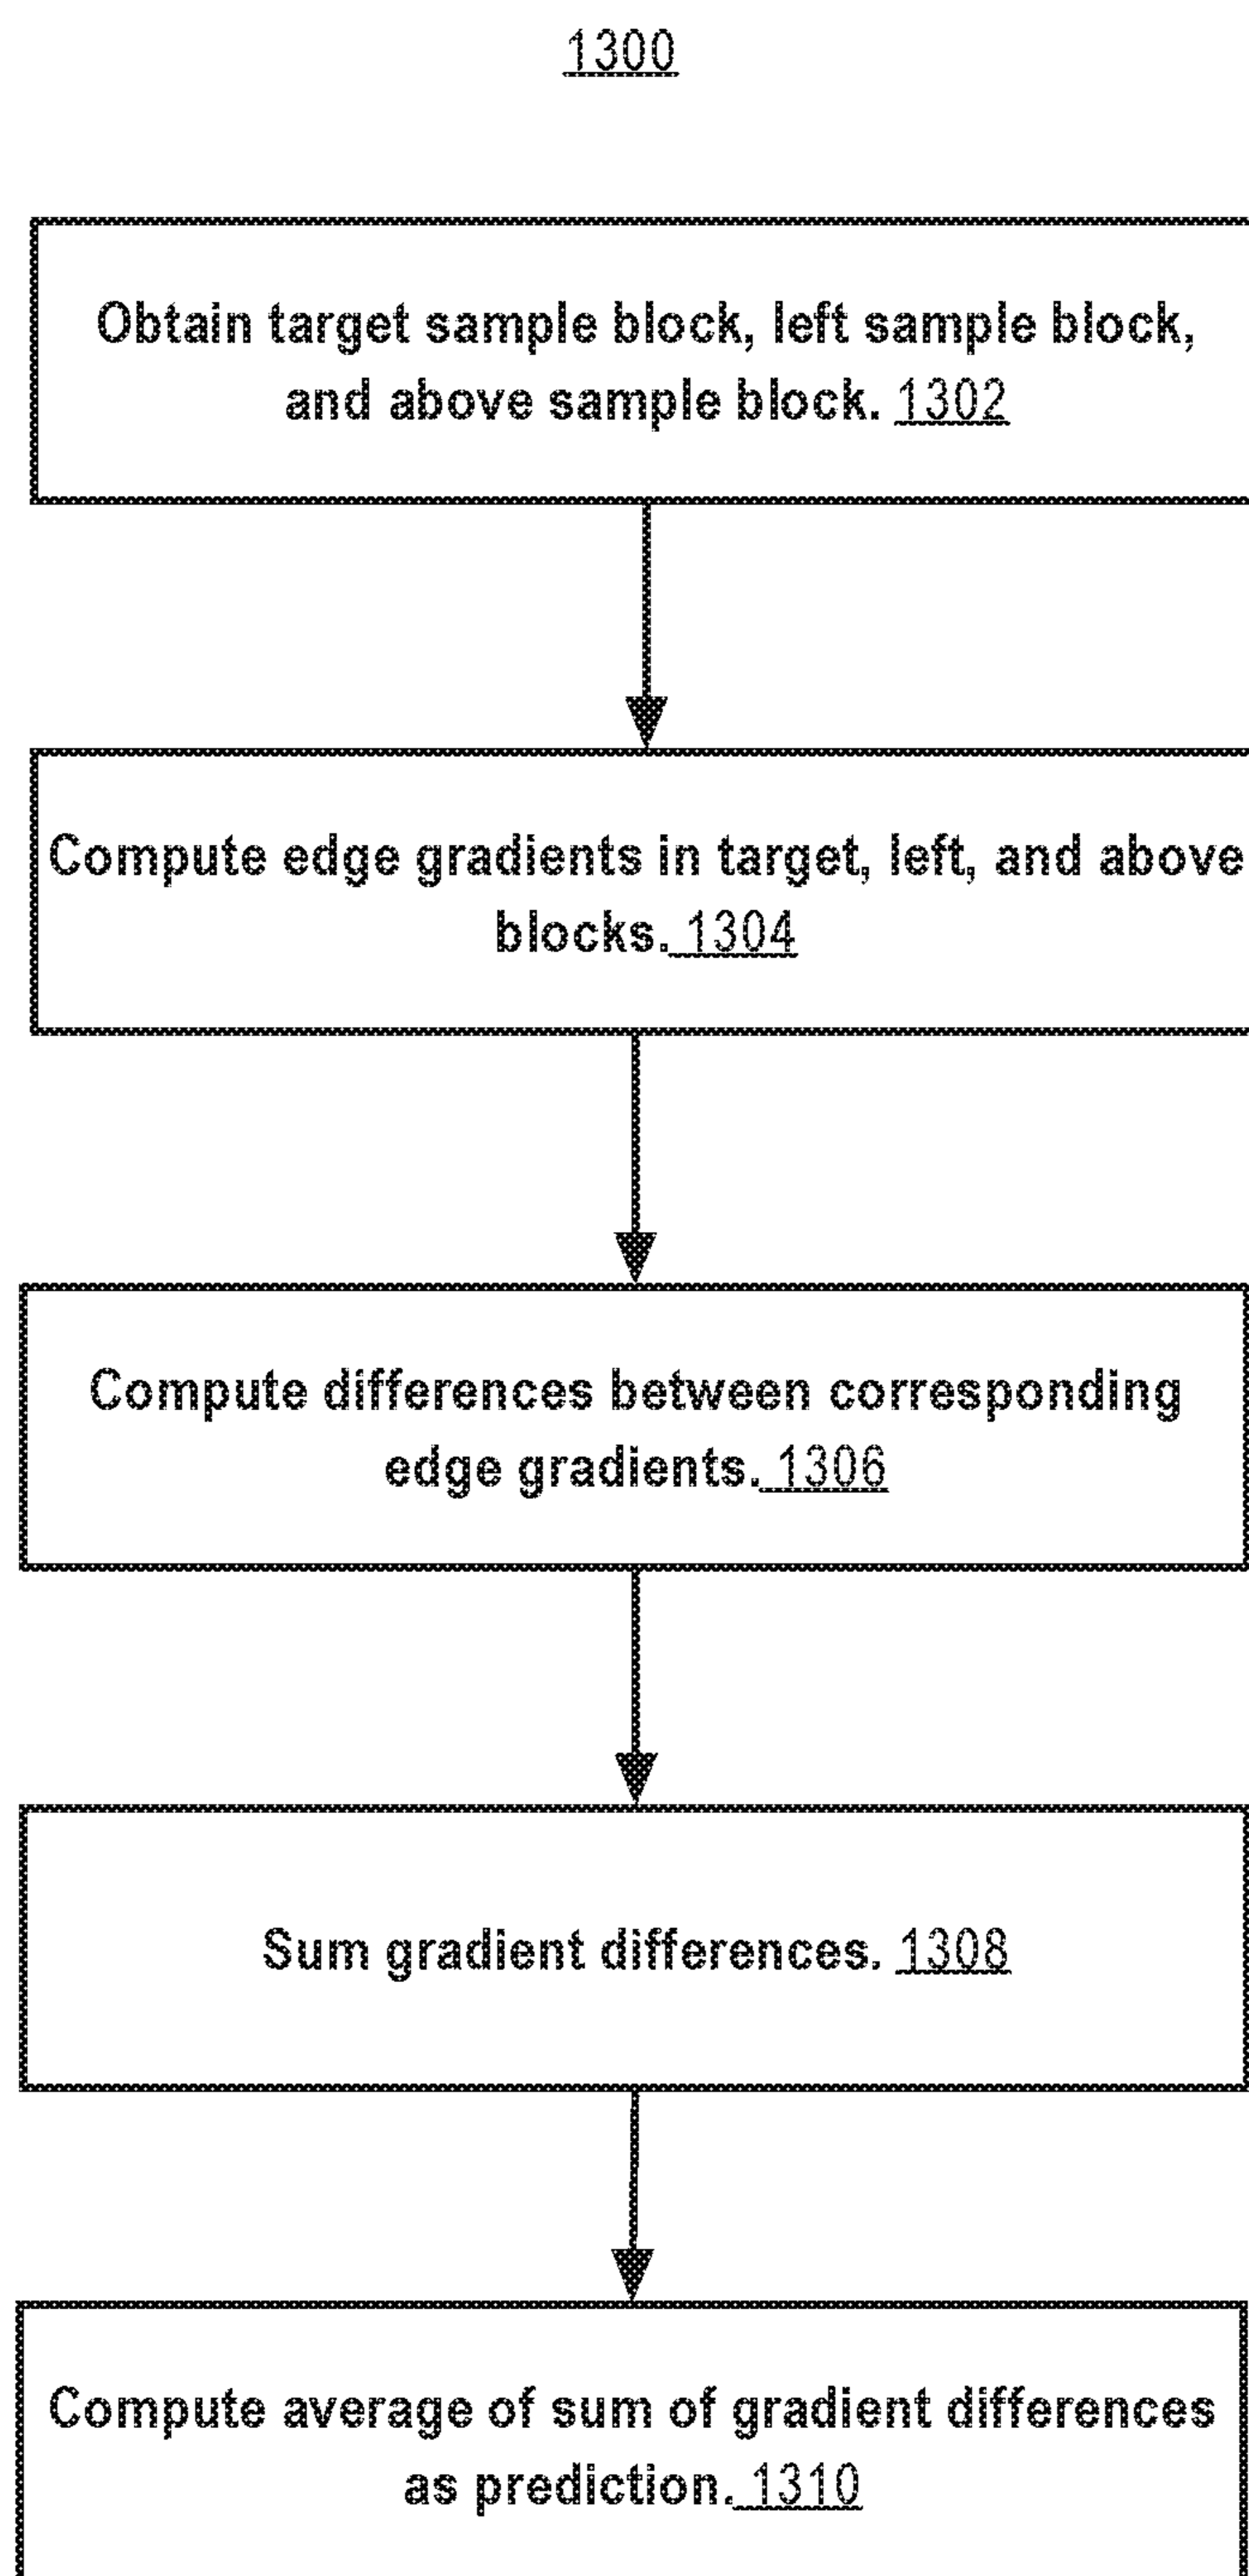 1300
Obtain target sample block, left sample block,
and above sample block. 1302
Compute edge gradients in target, left, and above
blocks. 1304
Compute differences between corresponding
edge gradients. 1306
Sum gradient differences. 1308
Compute average of sum of gradient differences
as prediction. 1310